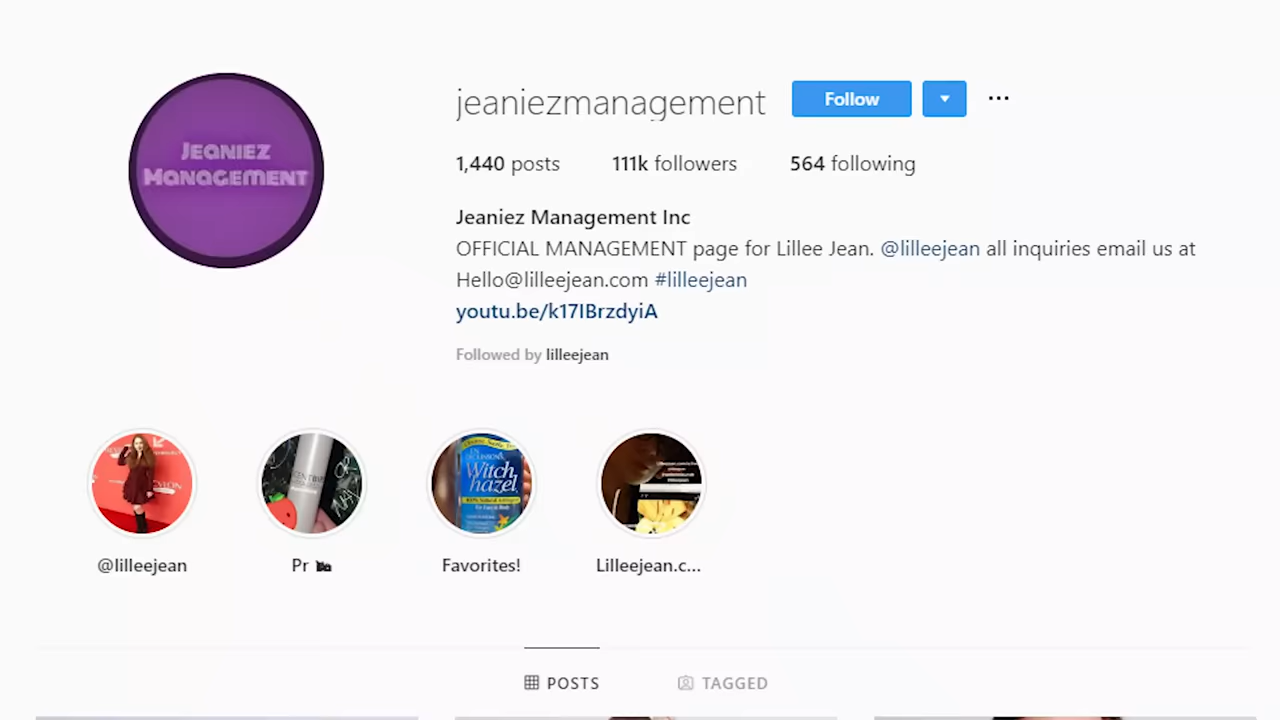 JEANIEZ
MANAGEMENT
jeaniezmanagement
Follow
1,440 posts
111k followers
564 following
Jeaniez Management Inc
OFFICIAL MANAGEMENT page for Lillee Jean. @lilleejean all inquiries email us at
Hello@lilleejean.com #lilleejean
youtu.be/k17IBrzdyiA
Followed by lilleejean
REVLON
Witch
hazel
@lilleejean
Pr
Favorites!
Lilleejean.c...
POSTS
TAGGED